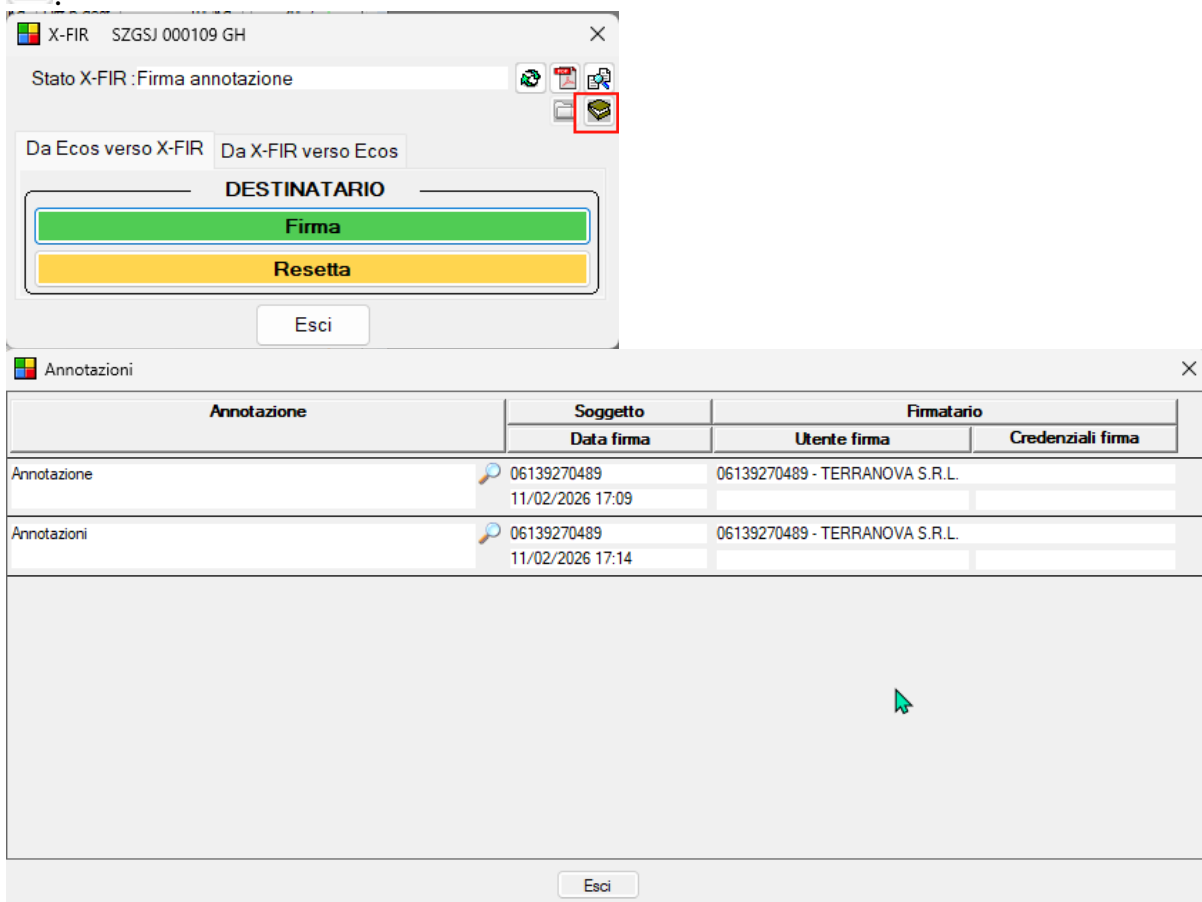 X-FIR SZGSJ 000109 GH
Stato X-FIR :Firma annotazione
Da Ecos verso X-FIR Da X-FIR verso Ecos
DESTINATARIO
Firma
Resetta
Esci
Annotazioni
Annotazione Soggetto Firmatario
Data firma Utente firma Credenziali firma
Annotazione 06139270489 06139270489 - TERRANOVA S.R.L.
11/02/2026 17:09
Annotazioni 06139270489 06139270489 - TERRANOVA S.R.L.
11/02/2026 17:14
Esci